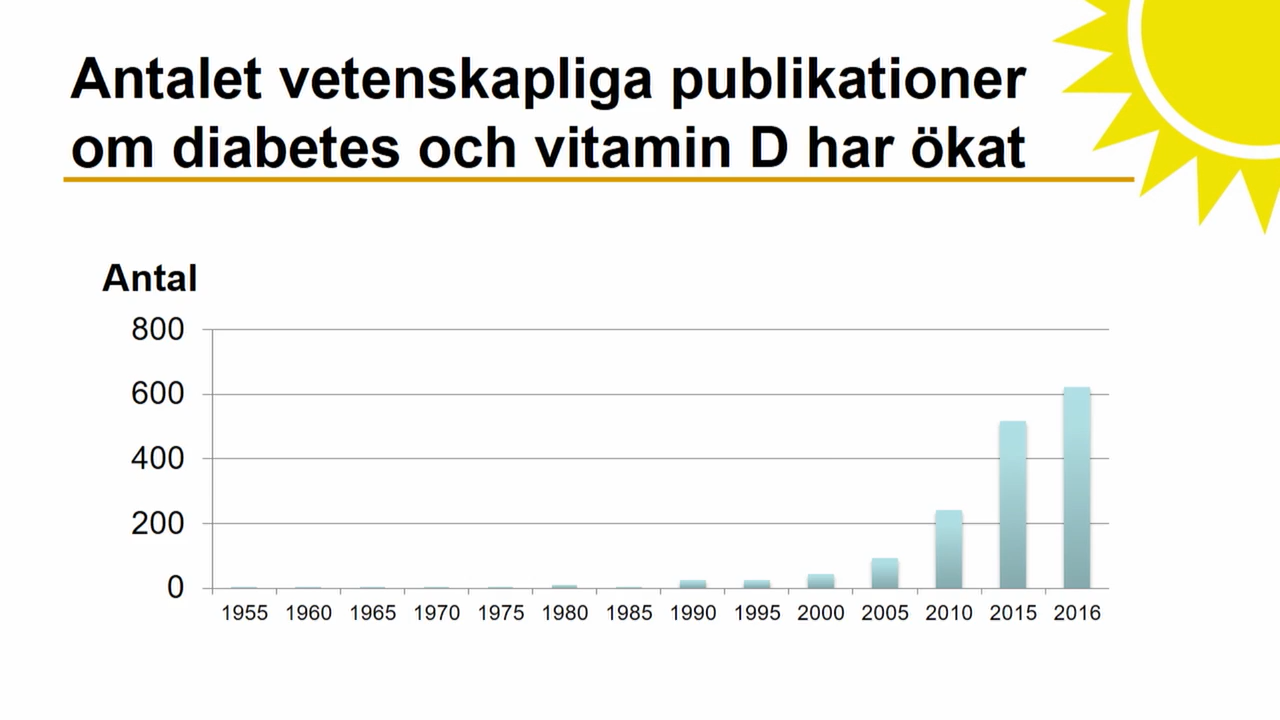 Antalet vetenskapliga publikationer
om diabetes och vitamin D har ökat
Antal
800
600
400
200
0
1955 1960 1965 1970 1975 1980 1985 1990 1995 2000 2005 2010 2015 2016